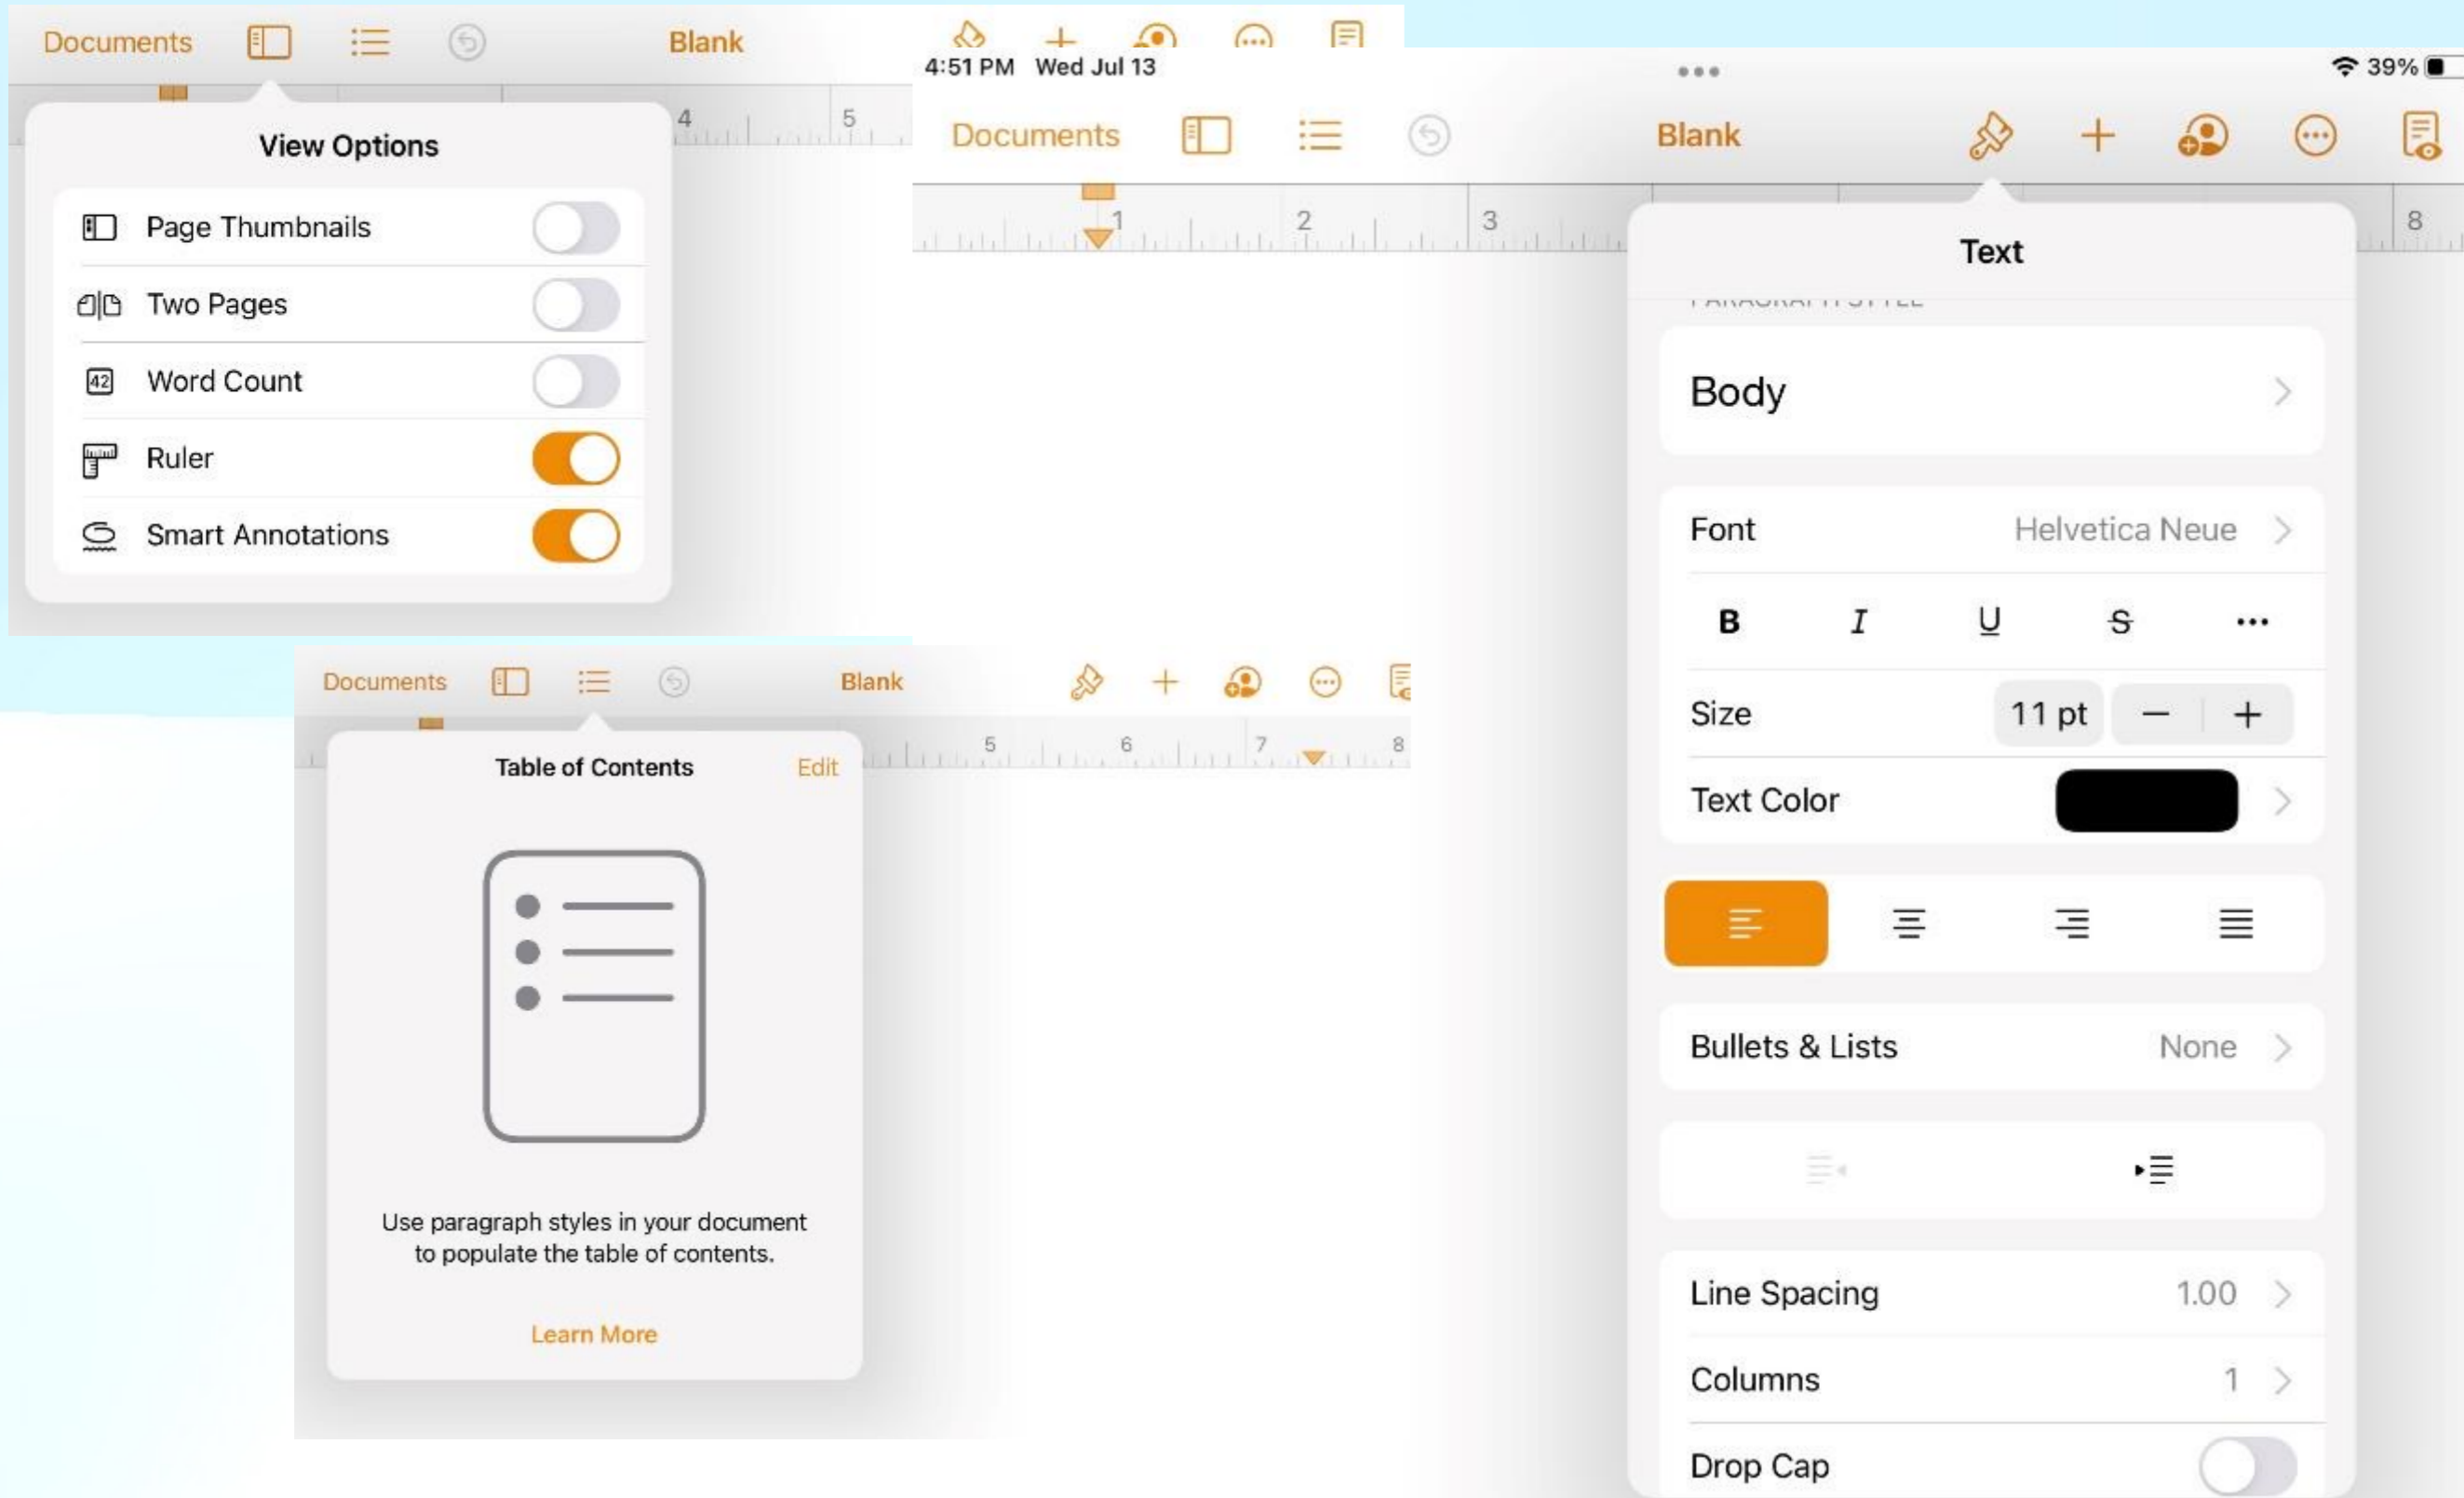 Documents
Blank
4
5
View Options
Page Thumbnails
Two Pages
42 Word Count
Ruler
Smart Annotations
4:51 PM Wed Jul 13
39%
Documents
Blank
1
2
3
8
Text
PARAGRAPH STYLE
Body
Font Helvetica Neue
B I U S
Size 11 pt − +
Text Color
Bullets & Lists None
Line Spacing 1.00
Columns 1
Drop Cap
Documents
Blank
5
6
7
8
Table of Contents Edit
Use paragraph styles in your document
to populate the table of contents.
Learn More